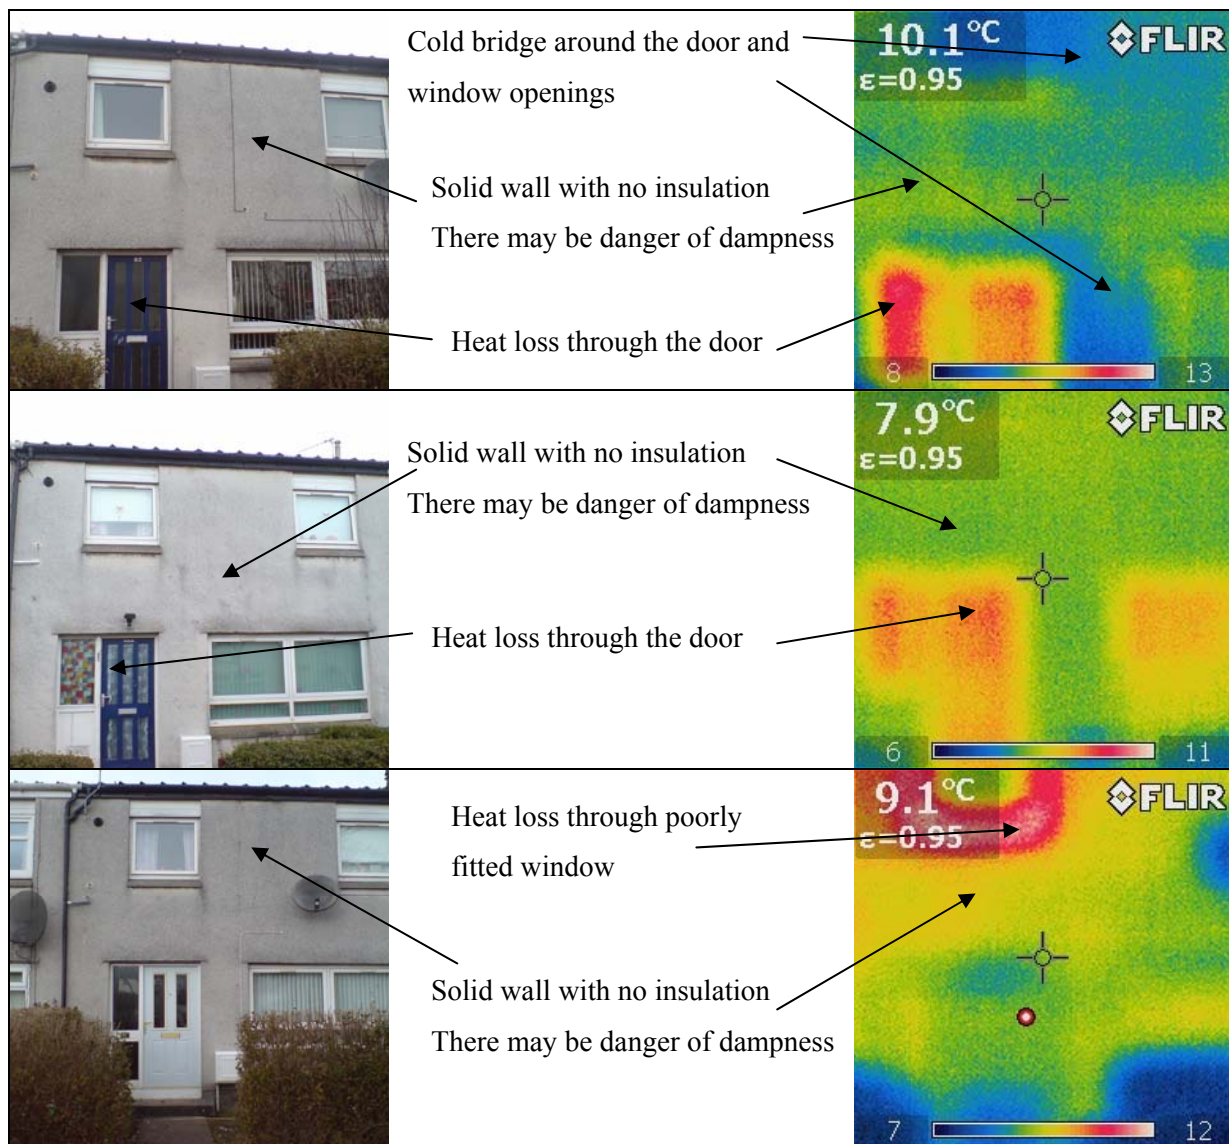 Cold bridge around the door and
window openings
Solid wall with no insulation
There may be danger of dampness
Heat loss through the door
10.1°C
ε=0.95
FLIR
8
13
Solid wall with no insulation
There may be danger of dampness
Heat loss through the door
7.9°C
ε=0.95
FLIR
6
11
Heat loss through poorly
fitted window
Solid wall with no insulation
There may be danger of dampness
9.1°C
ε=0.95
FLIR
7
12